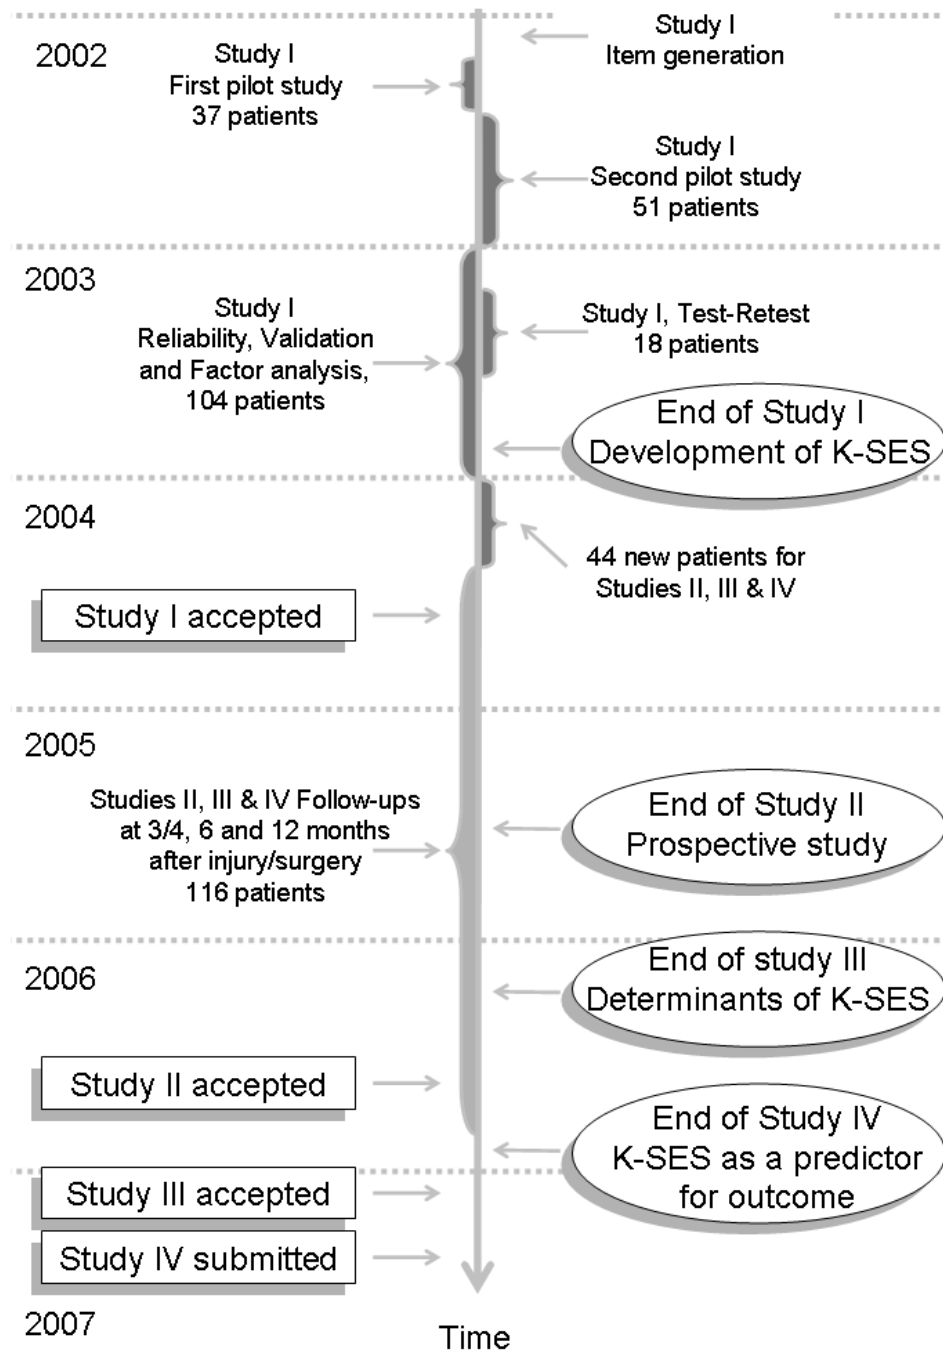 2002
Study I
Item generation
Study I
First pilot study
37 patients
Study I
Second pilot study
51 patients
2003
Study I
Reliability, Validation
and Factor analysis,
104 patients
Study I, Test-Retest
18 patients
End of Study I
Development of K-SES
2004
44 new patients for
Studies II, III & IV
Study I accepted
2005
Studies II, III & IV Follow-ups
at 3/4, 6 and 12 months
after injury/surgery
116 patients
End of Study II
Prospective study
2006
End of study III
Determinants of K-SES
Study II accepted
End of Study IV
K-SES as a predictor
for outcome
Study III accepted
Study IV submitted
2007
Time